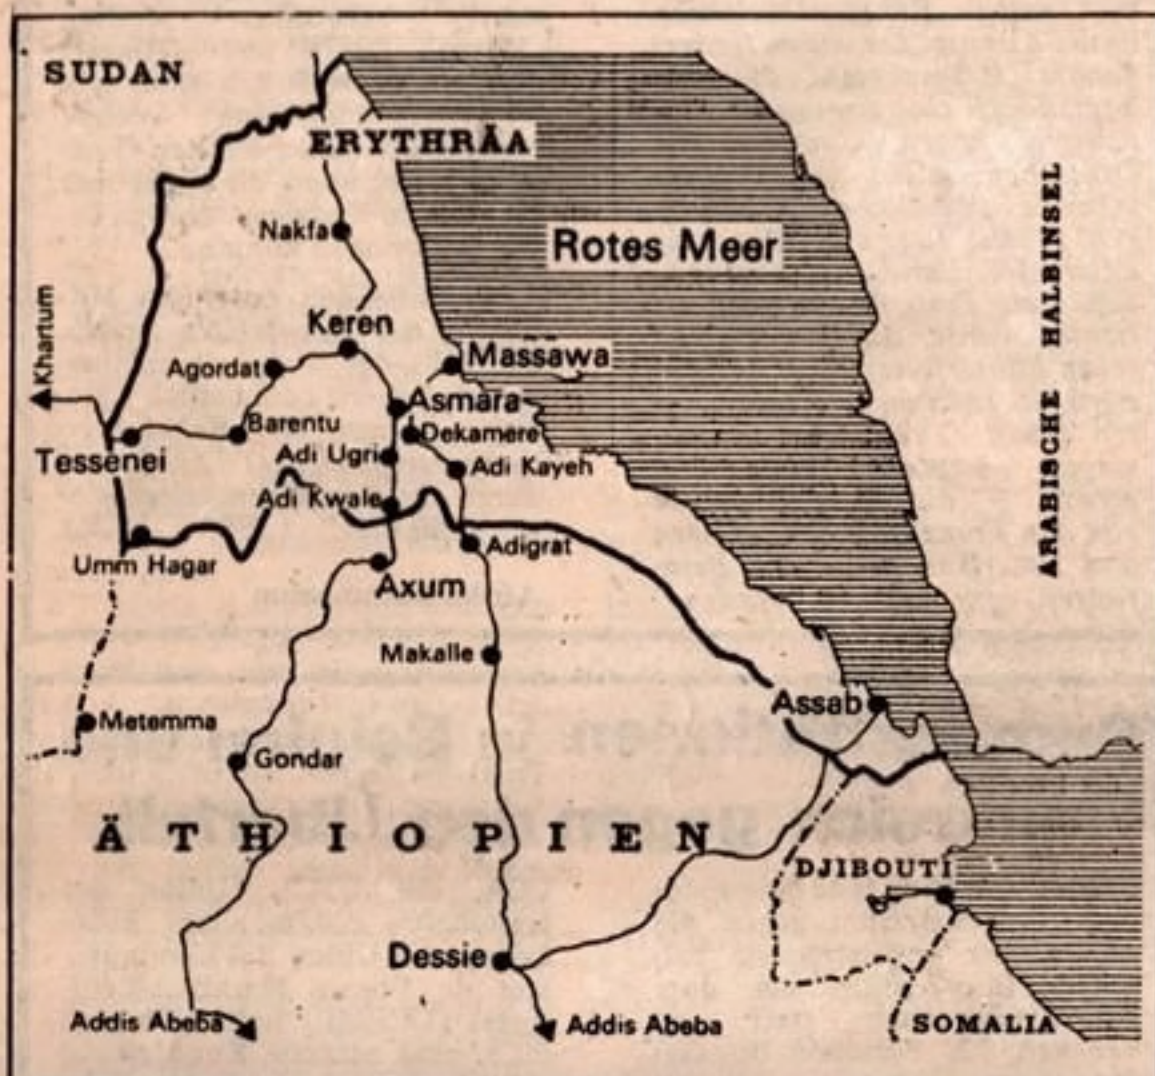 SUDAN
ERYTHRÄA
Nakfa
Rotes Meer
ARABISCHE HALBINSEL
Khartum
Keren
Agordat
Massawa
Asmara
Barentu
Dekamere
Tessenei
Adi Ugri
Adi Kayeh
Adi Kwale
Umm Hagar
Adigrat
Axum
Makalle
Assab
Metemma
Gondar
ÄTHIOPIEN
DJIBOUTI
Dessie
Addis Abeba
Addis Abeba
SOMALIA